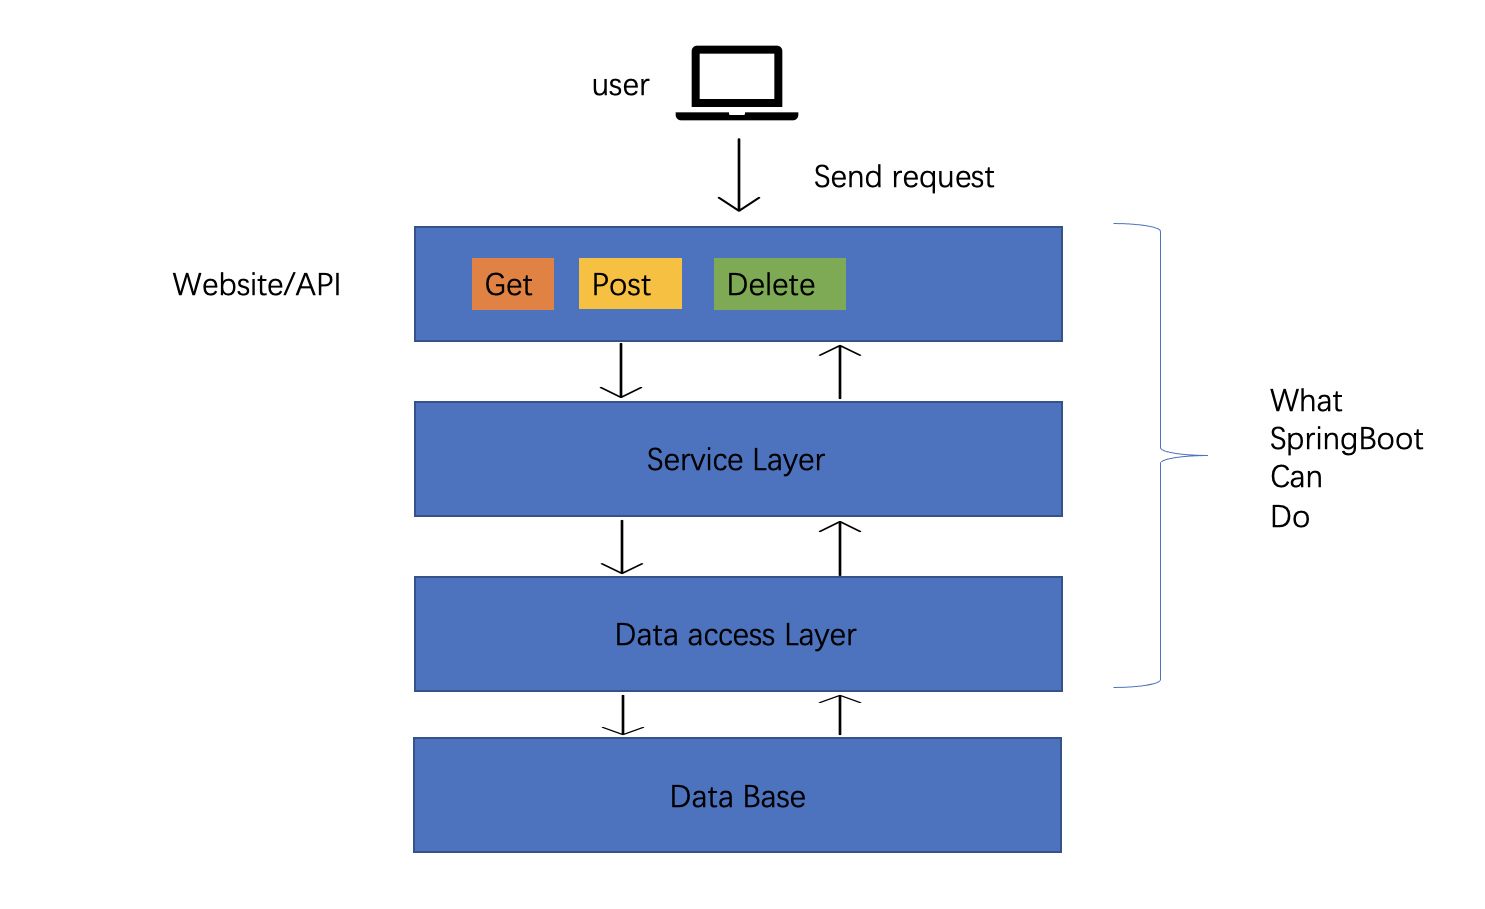 user
Send request
Website/API
Get
Post
Delete
Service Layer
What
SpringBoot
Can
Do
Data access Layer
Data Base